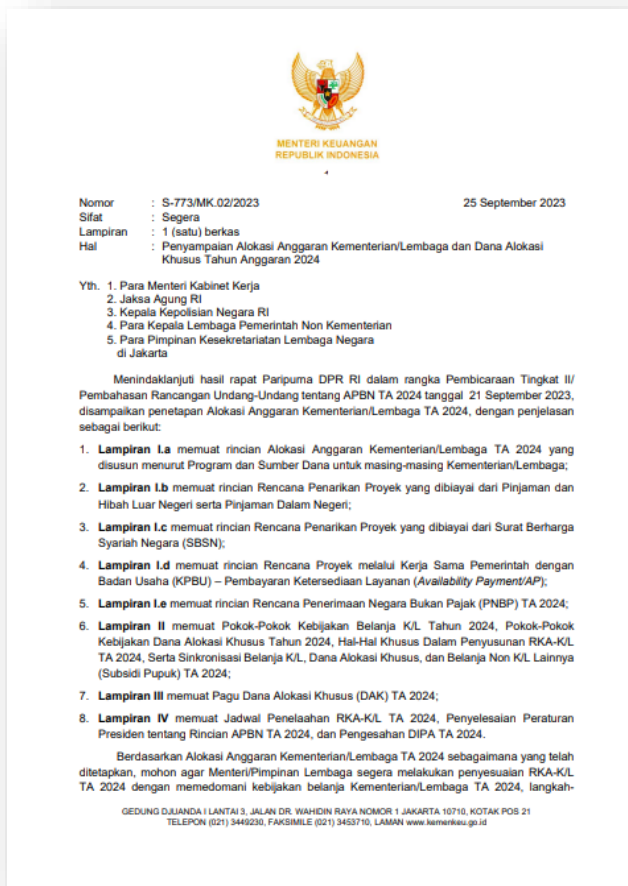 MENTERI KEUANGAN
REPUBLIK INDONESIA
Nomor : S-773/MK.02/2023 25 September 2023
Sifat : Segera
Lampiran : 1 (satu) berkas
Hal : Penyampaian Alokasi Anggaran Kementerian/Lembaga dan Dana Alokasi
Khusus Tahun Anggaran 2024
Yth. 1. Para Menteri Kabinet Kerja
2. Jaksa Agung RI
3. Kepala Kepolisian Negara RI
4. Para Kepala Lembaga Pemerintah Non Kementerian
5. Para Pimpinan Kesekretariatan Lembaga Negara
di Jakarta
Menindaklanjuti hasil rapat Paripurna DPR RI dalam rangka Pembicaraan Tingkat II/
Pembahasan Rancangan Undang-Undang tentang APBN TA 2024 tanggal 21 September 2023,
disampaikan penetapan Alokasi Anggaran Kementerian/Lembaga TA 2024, dengan penjelasan
sebagai berikut:
1. Lampiran I.a memuat rincian Alokasi Anggaran Kementerian/Lembaga TA 2024 yang
disusun menurut Program dan Sumber Dana untuk masing-masing Kementerian/Lembaga;
2. Lampiran I.b memuat rincian Rencana Penarikan Proyek yang dibiayai dari Pinjaman dan
Hibah Luar Negeri serta Pinjaman Dalam Negeri;
3. Lampiran I.c memuat rincian Rencana Penarikan Proyek yang dibiayai dari Surat Berharga
Syariah Negara (SBSN);
4. Lampiran I.d memuat rincian Rencana Proyek melalui Kerja Sama Pemerintah dengan
Badan Usaha (KPBU) – Pembayaran Ketersediaan Layanan (Availability Payment/AP);
5. Lampiran I.e memuat rincian Rencana Penerimaan Negara Bukan Pajak (PNBP) TA 2024;
6. Lampiran II memuat Pokok-Pokok Kebijakan Belanja K/L Tahun 2024, Pokok-Pokok
Kebijakan Dana Alokasi Khusus Tahun 2024, Hal-Hal Khusus Dalam Penyusunan RKA-K/L
TA 2024, Serta Sinkronisasi Belanja K/L, Dana Alokasi Khusus, dan Belanja Non K/L Lainnya
(Subsidi Pupuk) TA 2024;
7. Lampiran III memuat Pagu Dana Alokasi Khusus (DAK) TA 2024;
8. Lampiran IV memuat Jadwal Penelaahan RKA-K/L TA 2024, Penyelesaian Peraturan
Presiden tentang Rincian APBN TA 2024, dan Pengesahan DIPA TA 2024.
Berdasarkan Alokasi Anggaran Kementerian/Lembaga TA 2024 sebagaimana yang telah
ditetapkan, mohon agar Menteri/Pimpinan Lembaga segera melakukan penyesuaian RKA-K/L
TA 2024 dengan memedomani kebijakan belanja Kementerian/Lembaga TA 2024, langkah-
GEDUNG DJUANDA I LANTAI 3, JALAN DR. WAHIDIN RAYA NOMOR 1 JAKARTA 10710, KOTAK POS 21
TELEPON (021) 3449230, FAKSIMILE (021) 3453710, LAMAN www.kemenkeu.go.id